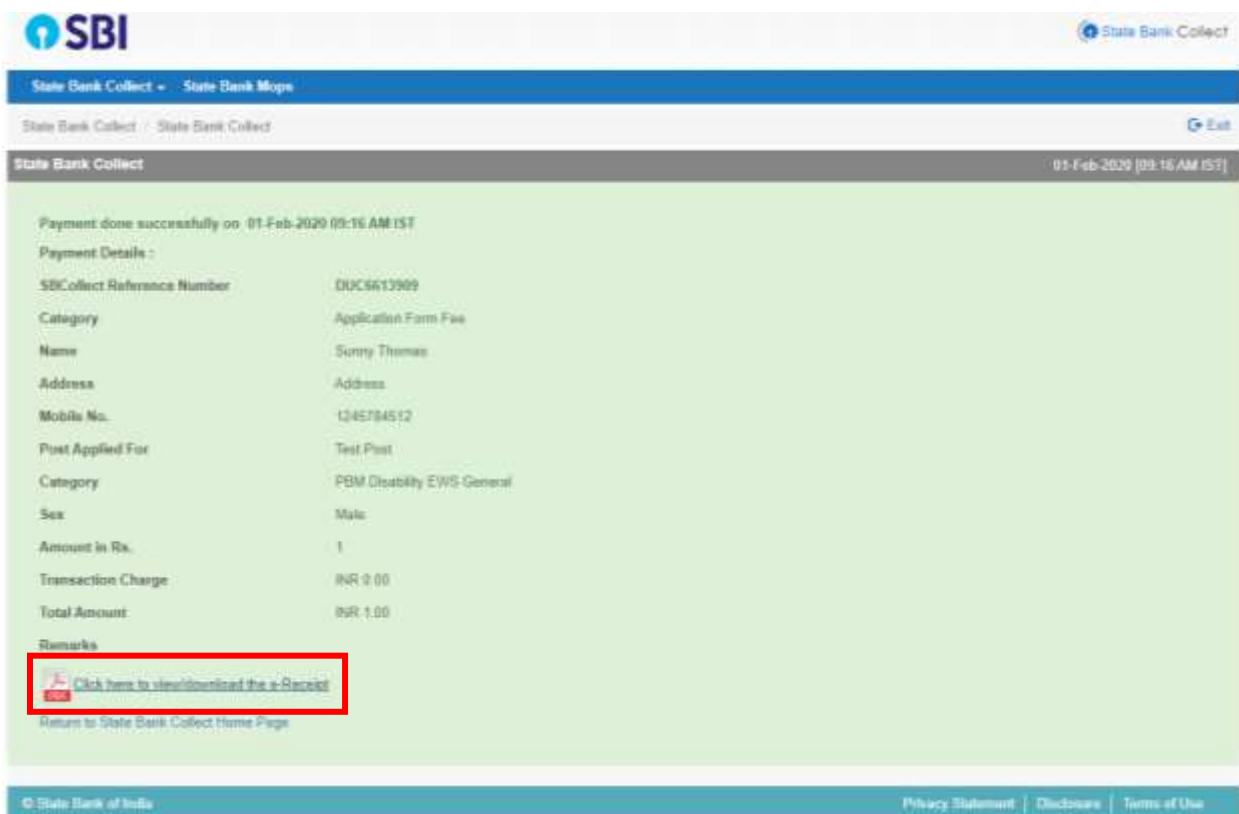 SBI
State Bank Collect
State Bank Collect State Bank Mops
State Bank Collect / State Bank Collect
Exit
State Bank Collect 01-Feb-2020 [09:16 AM IST]
Payment done successfully on 01-Feb-2020 09:16 AM IST
Payment Details :
SBCollect Reference Number DUC6613909
Category Application Form Fee
Name Sunny Thomas
Address Address
Mobile No. 1245784512
Post Applied For Test Post
Category PBM Disability EWS General
Sex Male
Amount in Rs. 1
Transaction Charge INR 0.00
Total Amount INR 1.00
Remarks
Click here to view/download the e-Receipt
Return to State Bank Collect Home Page
© State Bank of India Privacy Statement | Disclosure | Terms of Use